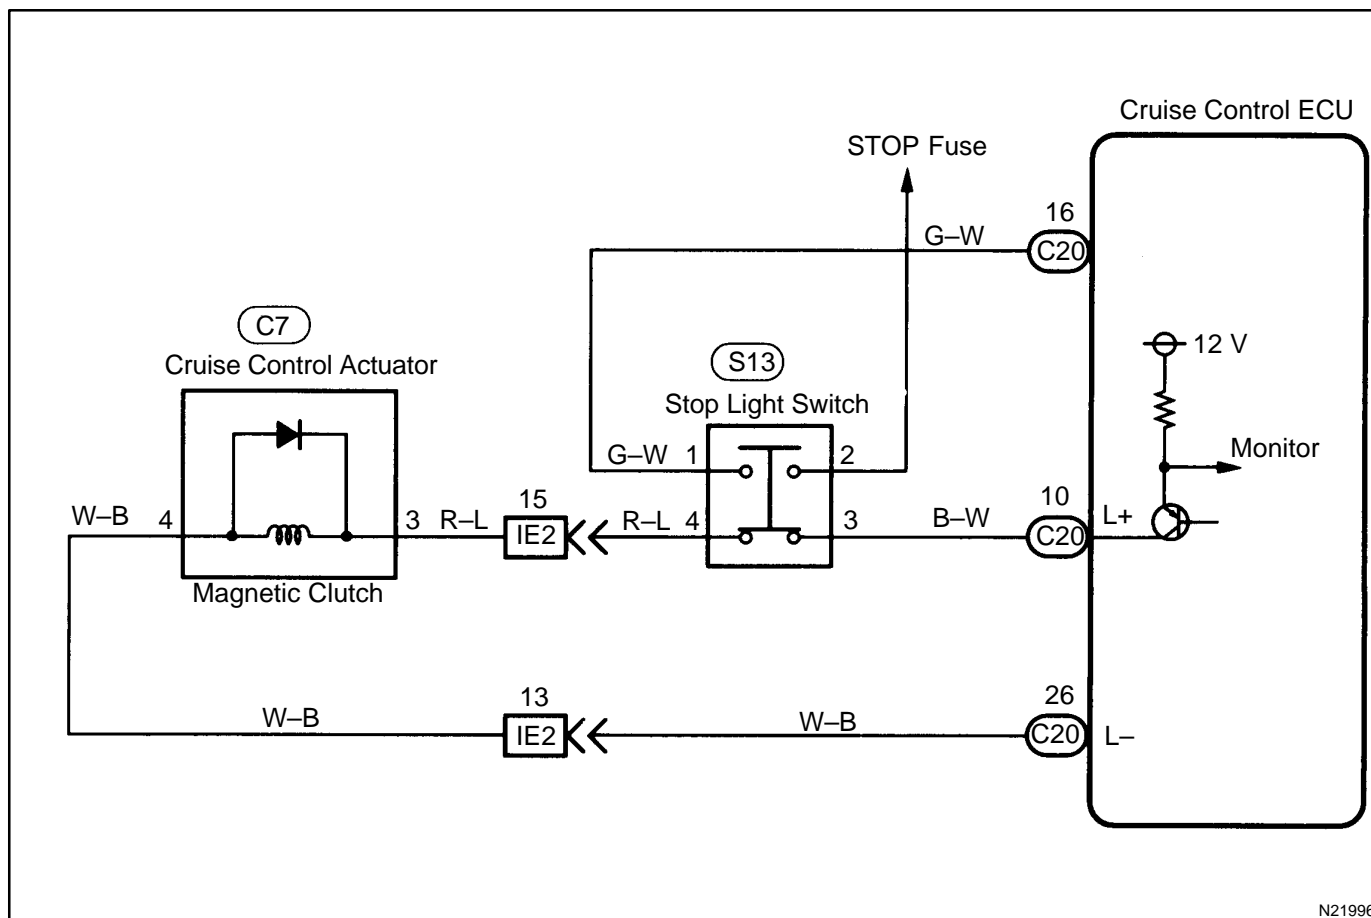 Cruise Control ECU
STOP Fuse
16
G–W
C20
C7
12 V
Cruise Control Actuator
S13
Stop Light Switch
Monitor
G–W
1
2
15
10
W–B
4
3
R–L
IE2
R–L
4
3
B–W
C20
L+
Magnetic Clutch
13
26
W–B
IE2
W–B
C20
L–
N21996